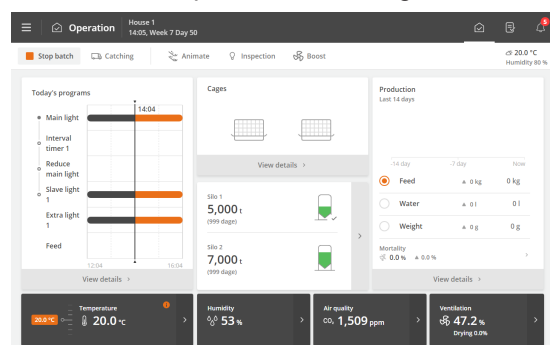 Operation
House 1
14:05, Week 7 Day 50
5
Stop batch
Catching
Animate
Inspection
Boost
20.0 °C
Humidity 80 %
Today's programs
14:04
Main light
Interval
timer 1
Reduce
main light
Slave light
1
Extra light
1
Feed
12:04
16:04
View details
Cages
View details
Silo 1
5,000 t
(999 dage)
Silo 2
7,000 t
(999 dage)
Production
Last 14 days
-14 day
-7 day
Now
Feed
0 kg
0 kg
Water
0 l
0 l
Weight
0 g
0 g
Mortality
0.0 %
0.0 %
View details
Temperature
20.0 °C
20.0 °C
Humidity
53 %
Air quality
CO₂ 1,509 ppm
Ventilation
47.2 %
Drying 0.0%